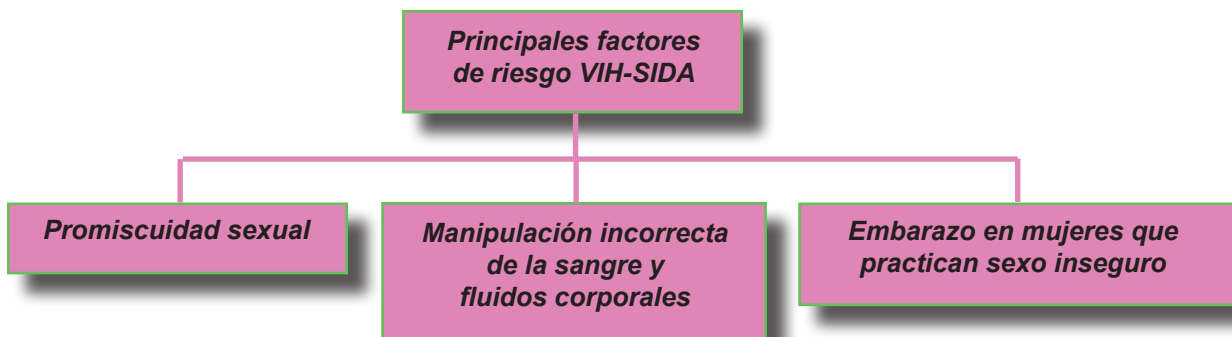 Principales factores
de riesgo VIH-SIDA
Promiscuidad sexual
Manipulación incorrecta
de la sangre y
fluidos corporales
Embarazo en mujeres que
practican sexo inseguro